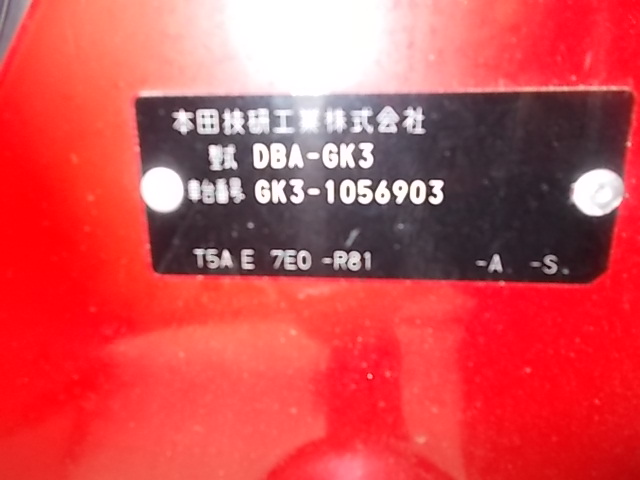 本田技研工業株式会社
型式 DBA-GK3
車台番号 GK3-1056903
T5A E 7E0 -R81 -A -S.